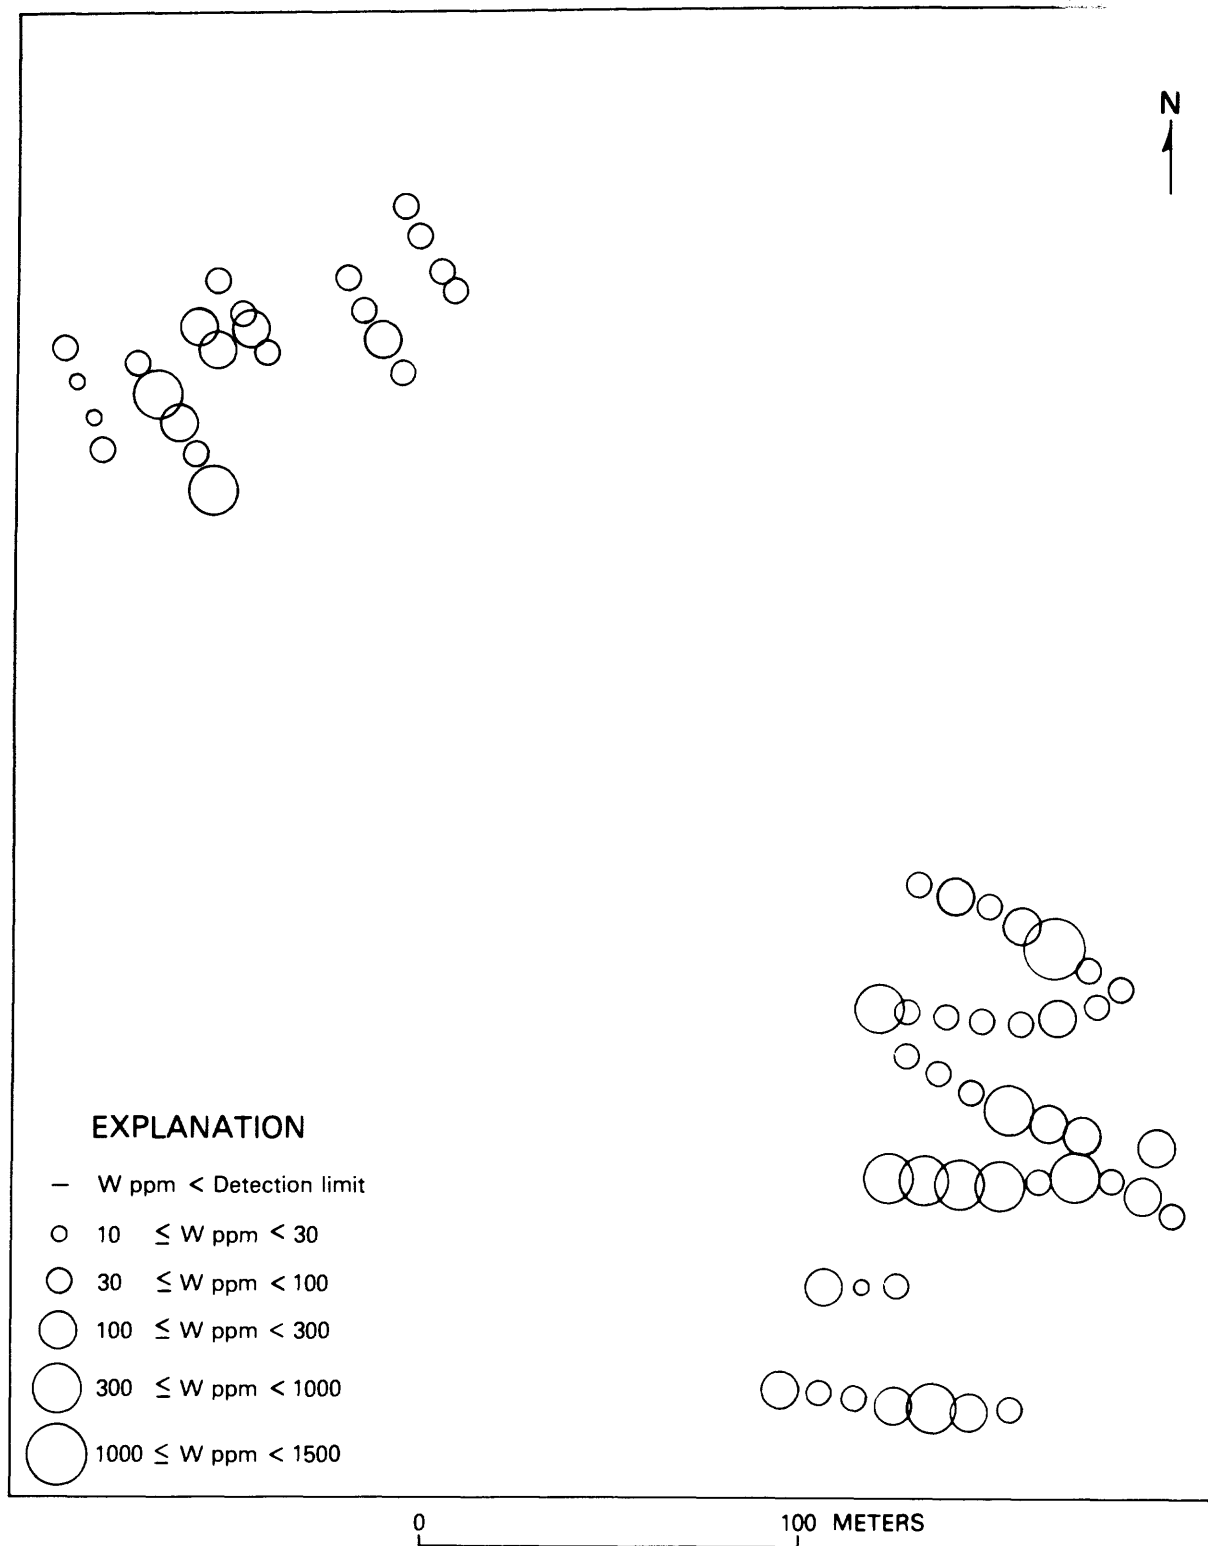 N
EXPLANATION
— W ppm < Detection limit
10 ≤ W ppm < 30
30 ≤ W ppm < 100
100 ≤ W ppm < 300
300 ≤ W ppm < 1000
1000 ≤ W ppm < 1500
0 100 METERS